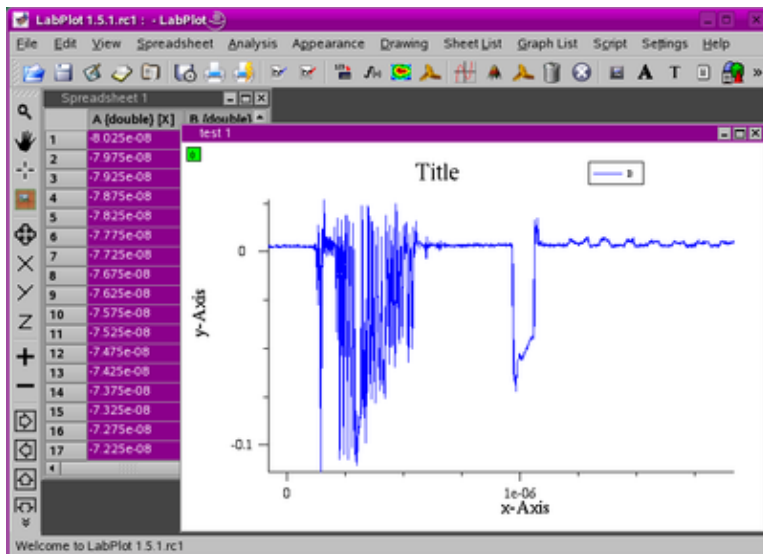 LabPlot 1.5.1.rc1 : - LabPlot
File Edit View Spreadsheet Analysis Appearance Drawing Sheet List Graph List Script Settings Help
Spreadsheet 1
A {double} [X] B {double}
test 1
1 -8.025e-08
2 -7.975e-08
3 -7.925e-08
4 -7.875e-08
5 -7.825e-08
6 -7.775e-08
7 -7.725e-08
8 -7.675e-08
9 -7.625e-08
10 -7.575e-08
11 -7.525e-08
12 -7.475e-08
13 -7.425e-08
14 -7.375e-08
15 -7.325e-08
16 -7.275e-08
17 -7.225e-08
Title
0
-0.1
y-Axis
0 1e-06
x-Axis
Welcome to LabPlot 1.5.1.rc1